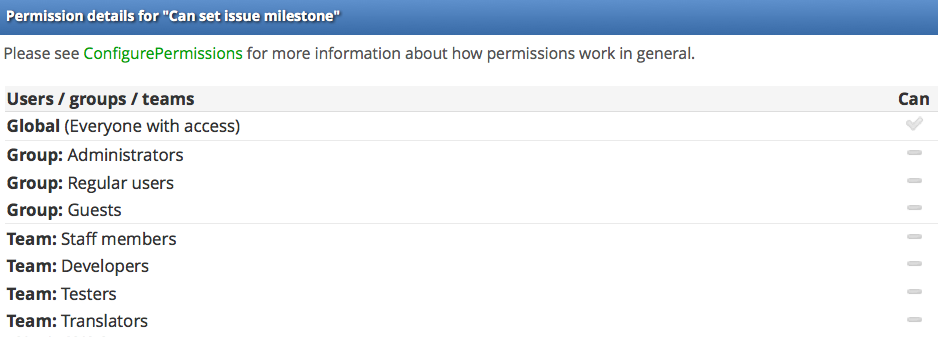 Permission details for "Can set issue milestone"
Please see ConfigurePermissions for more information about how permissions work in general.
Users / groups / teams Can
Global (Everyone with access)
Group: Administrators
Group: Regular users
Group: Guests
Team: Staff members
Team: Developers
Team: Testers
Team: Translators